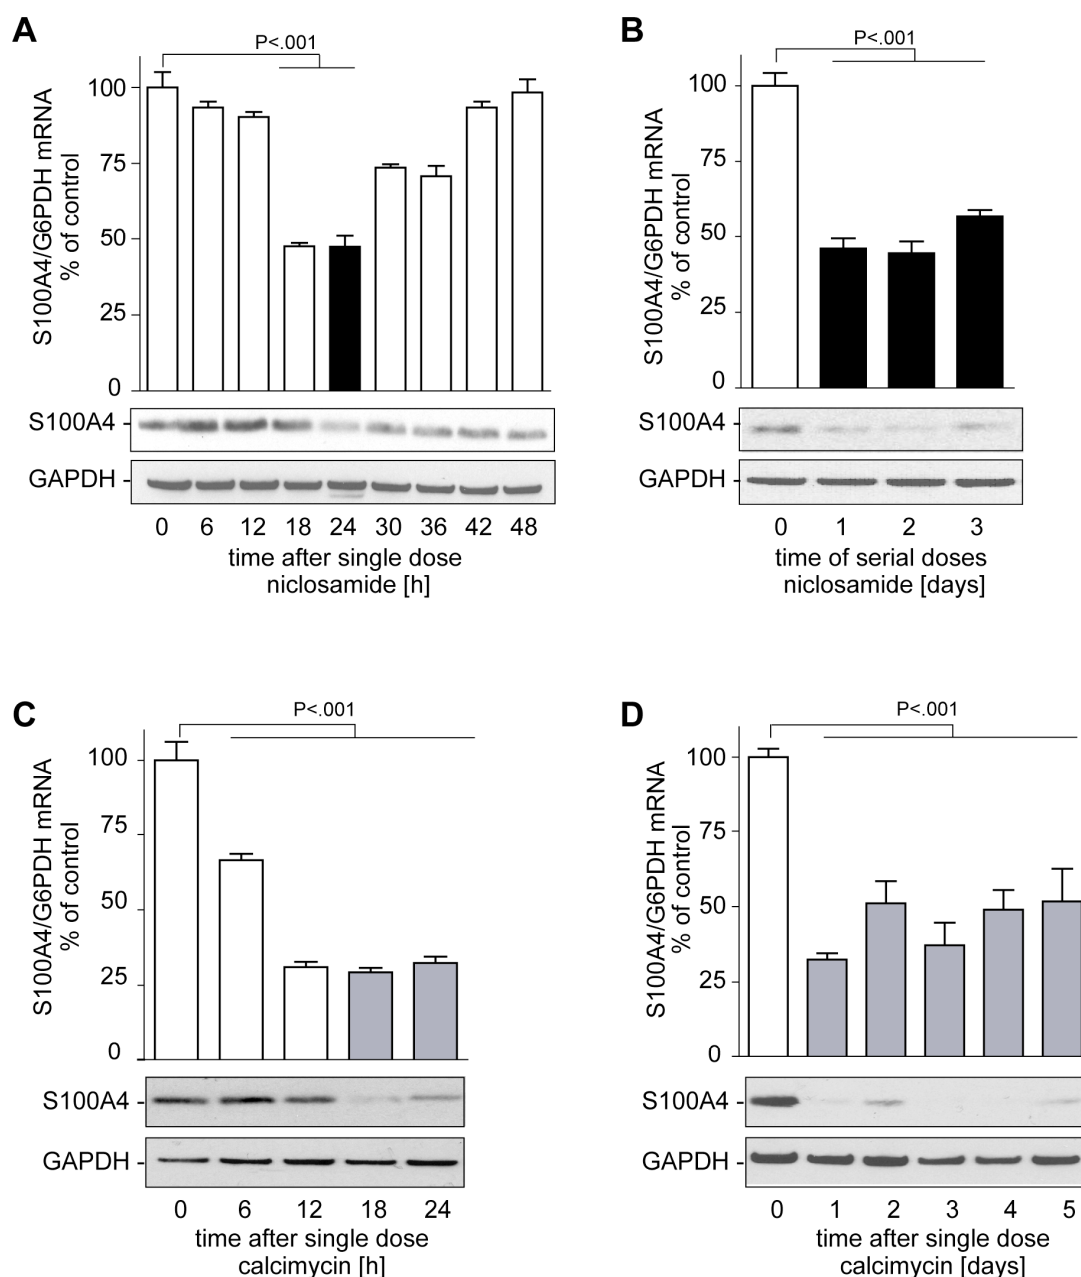 A
P<.001
S100A4/G6PDH mRNA
% of control
100
75
50
25
0
S100A4
GAPDH
0 6 12 18 24 30 36 42 48
time after single dose
niclosamide [h]
B
P<.001
S100A4/G6PDH mRNA
% of control
100
75
50
25
0
S100A4
GAPDH
0 1 2 3
time of serial doses
niclosamide [days]
C
P<.001
S100A4/G6PDH mRNA
% of control
100
75
50
25
0
S100A4
GAPDH
0 6 12 18 24
time after single dose
calcimycin [h]
D
P<.001
S100A4/G6PDH mRNA
% of control
100
75
50
25
0
S100A4
GAPDH
0 1 2 3 4 5
time after single dose
calcimycin [days]